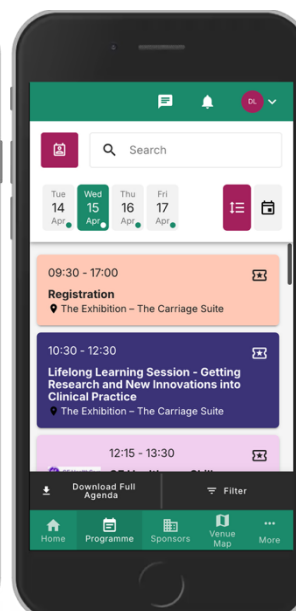 DL
Search
Tue
14
Apr
Wed
15
Apr
Thu
16
Apr
Fri
17
Apr
09:30 - 17:00
Registration
The Exhibition – The Carriage Suite
10:30 - 12:30
Lifelong Learning Session - Getting
Research and New Innovations into
Clinical Practice
The Exhibition – The Carriage Suite
12:15 - 13:30
Download Full
Agenda
Filter
Home
Programme
Sponsors
Venue
Map
More